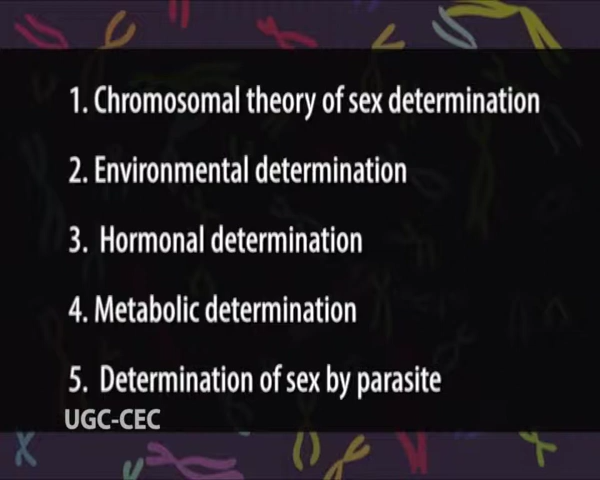 1. Chromosomal theory of sex determination
2. Environmental determination
3. Hormonal determination
4. Metabolic determination
5. Determination of sex by parasite
UGC-CEC